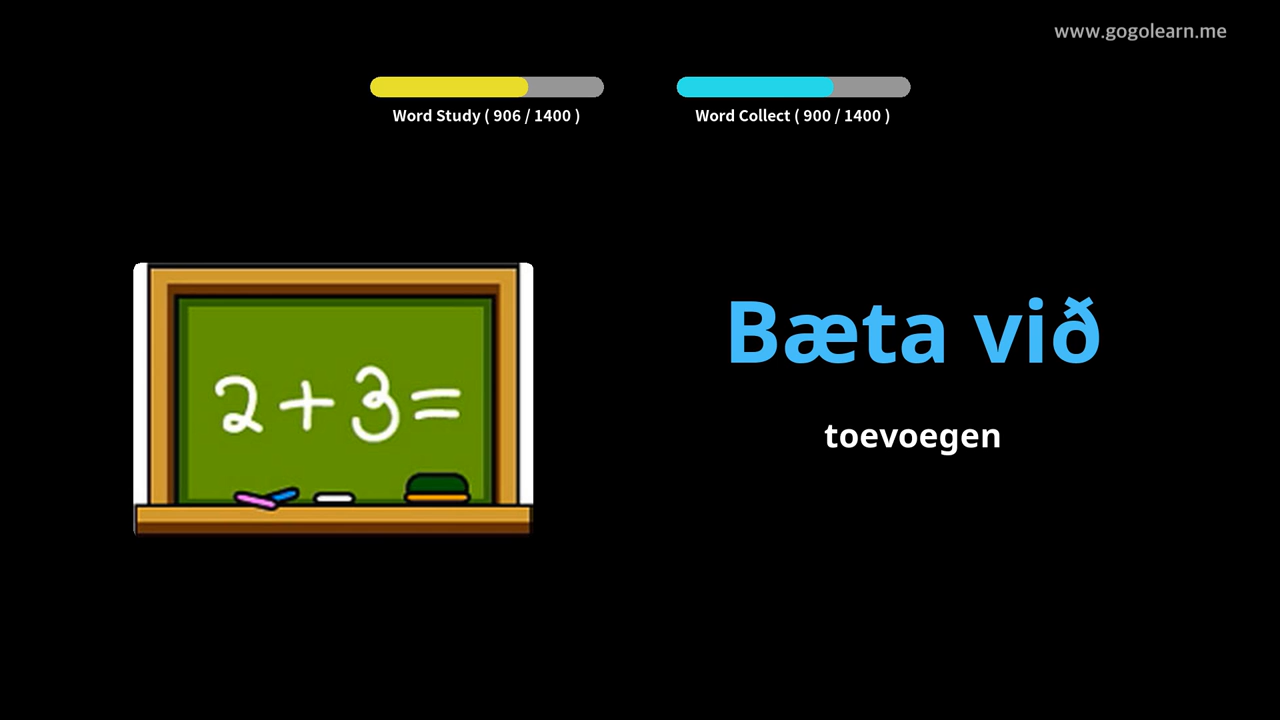 www.gogolearn.me
Word Study ( 906 / 1400 )
Word Collect ( 900 / 1400 )
2 + 3 =
Bæta við
toevoegen